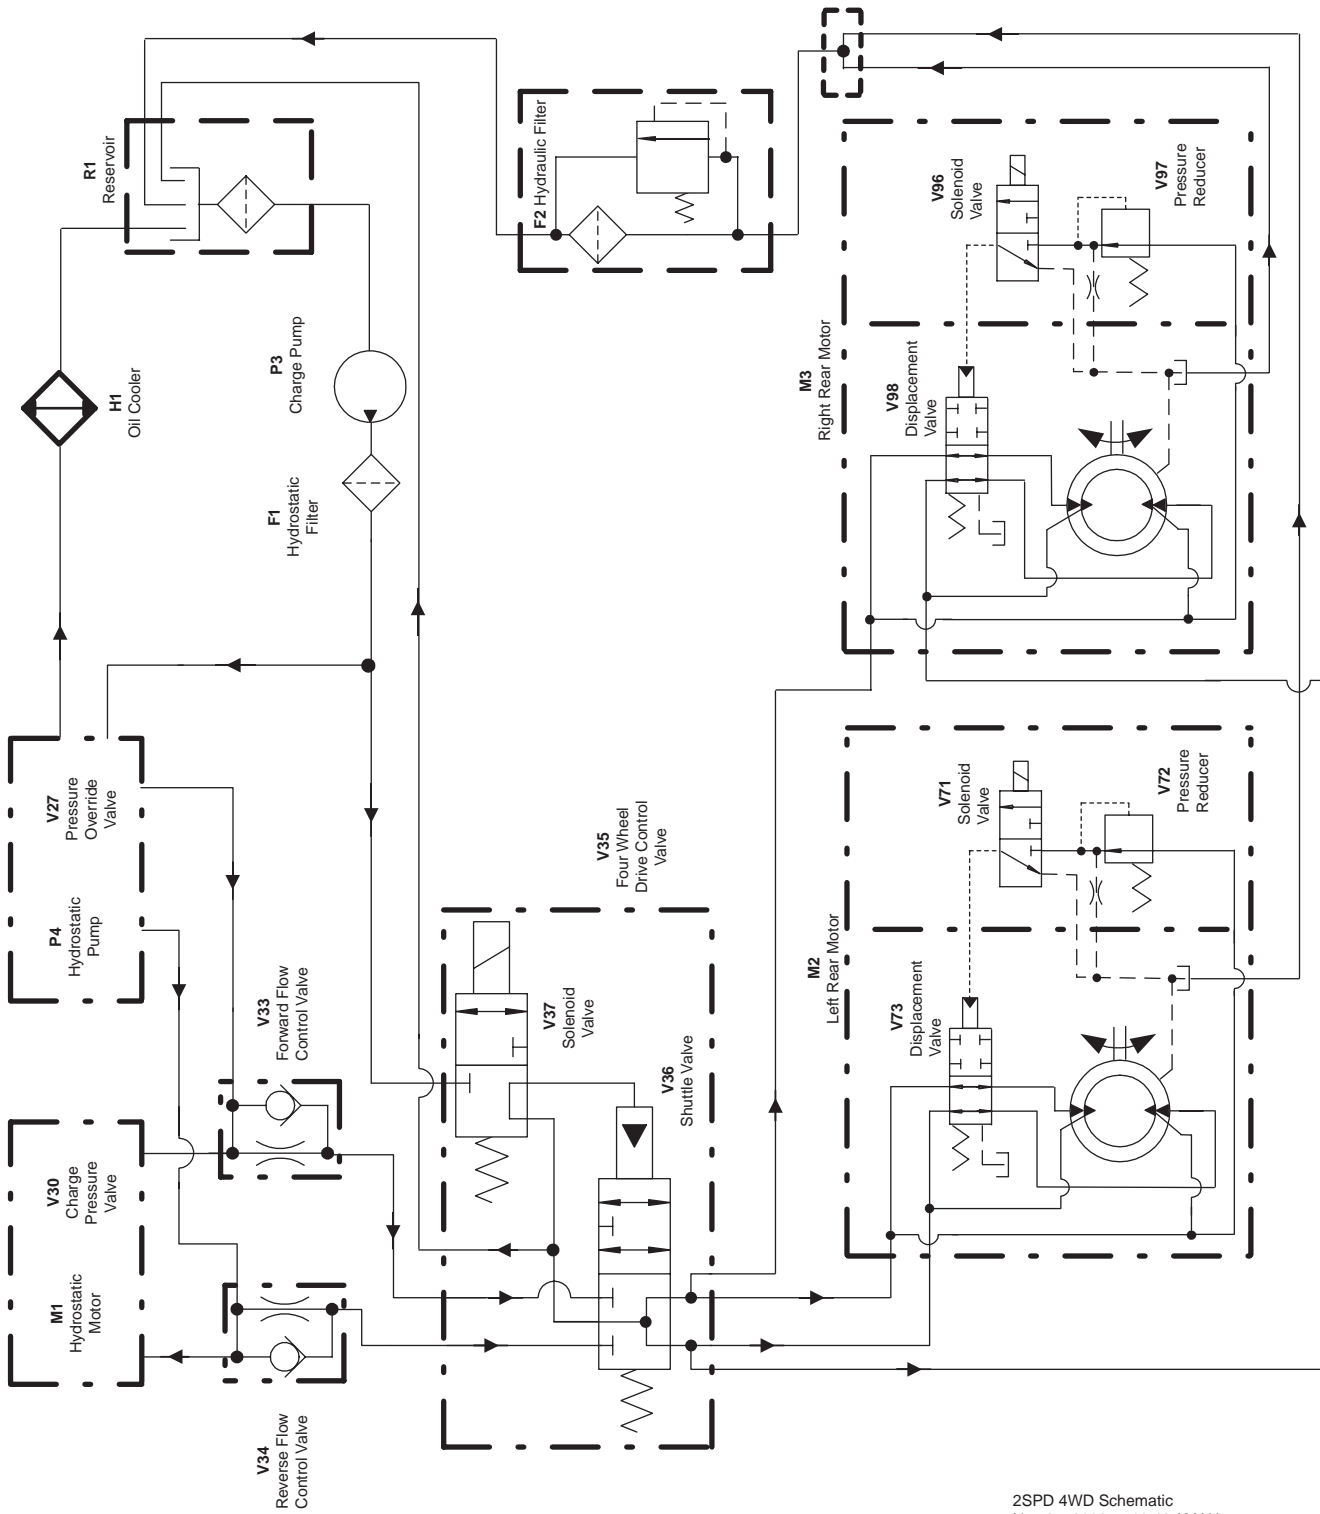 R1
Reservoir
H1
Oil Cooler
P3
Charge Pump
F1
Hydrostatic
Filter
F2 Hydraulic Filter
V96
Solenoid
Valve
V97
Pressure
Reducer
M3
Right Rear Motor
V98
Displacement
Valve
V27
Pressure
Override
Valve
P4
Hydrostatic
Pump
V33
Forward Flow
Control Valve
V30
Charge
Pressure
Valve
M1
Hydrostatic
Motor
V34
Reverse Flow
Control Valve
V35
Four Wheel
Drive Control
Valve
V37
Solenoid
Valve
V36
Shuttle Valve
V71
Solenoid
Valve
V72
Pressure
Reducer
M2
Left Rear Motor
V73
Displacement
Valve
2SPD 4WD Schematic